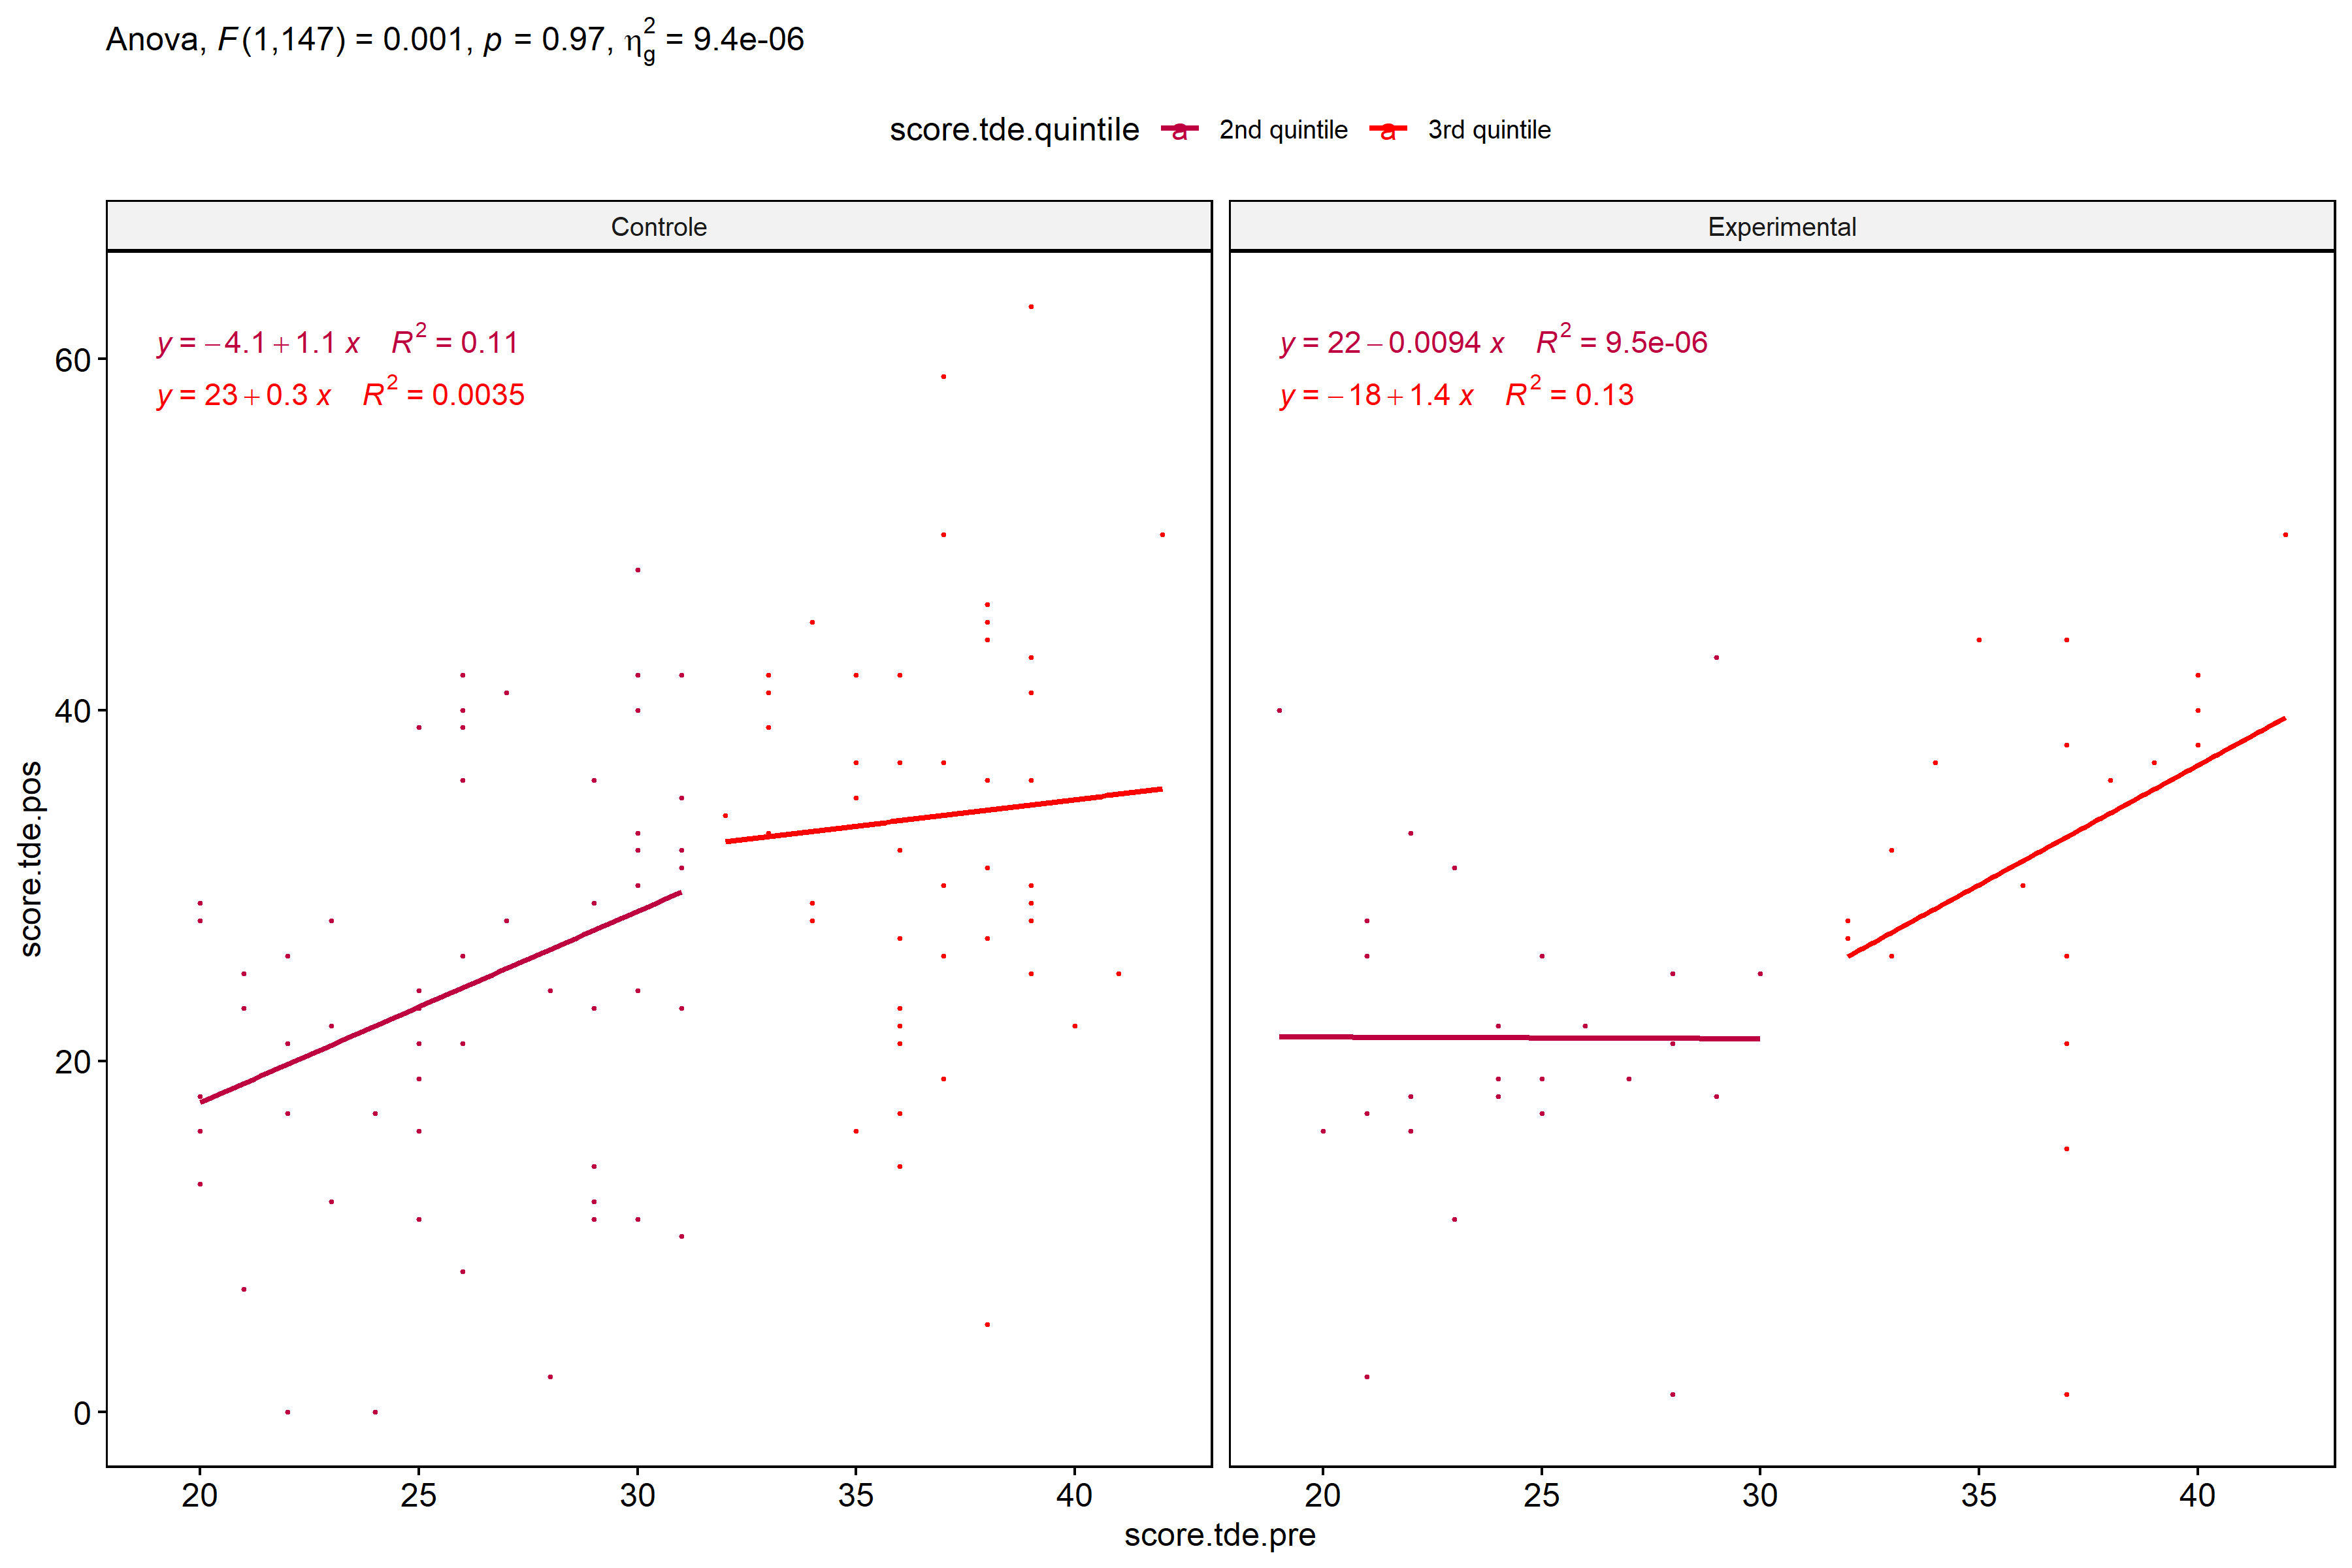 Anova, F(1,147) = 0.001, p = 0.97, η²g = 9.4e-06
score.tde.quintile a 2nd quintile a 3rd quintile
Controle
Experimental
y = −4.1 + 1.1 x R² = 0.11
y = 23 + 0.3 x R² = 0.0035
y = 22 − 0.0094 x R² = 9.5e-06
y = −18 + 1.4 x R² = 0.13
60
40
20
0
score.tde.pos
20 25 30 35 40
20 25 30 35 40
score.tde.pre